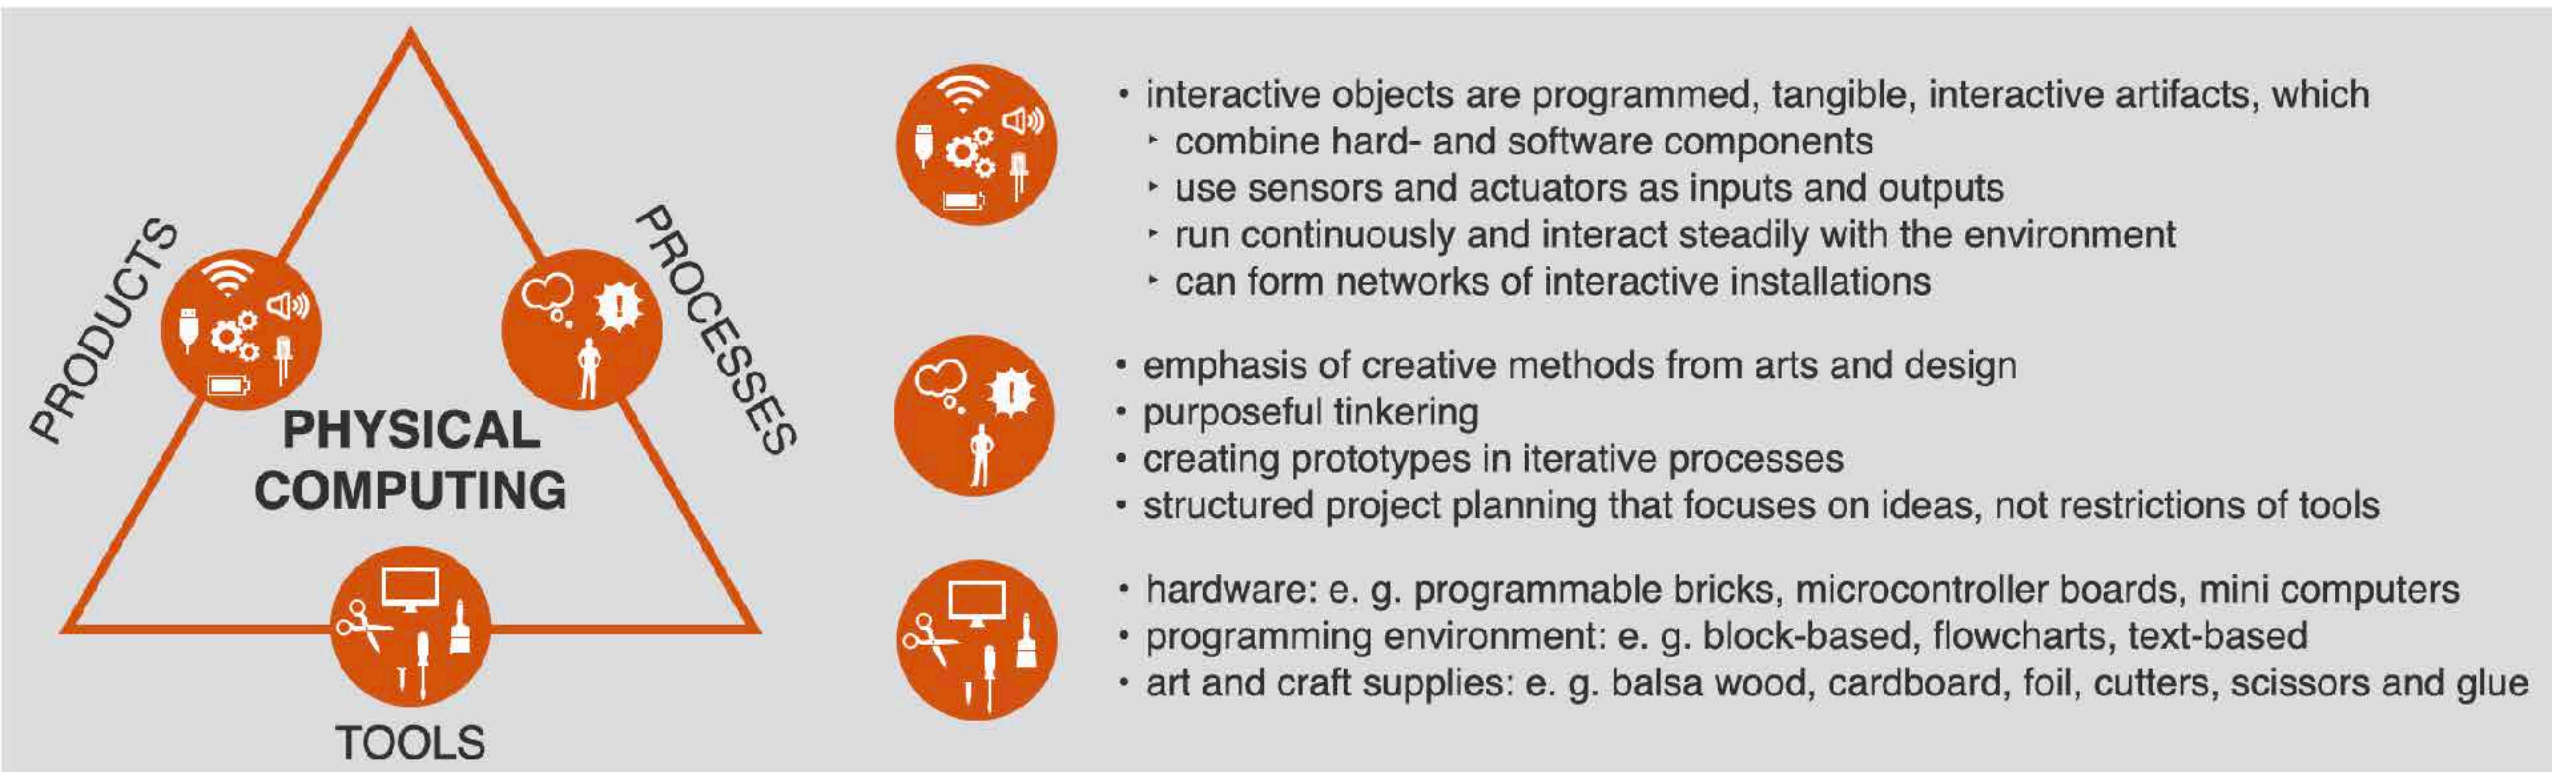 PRODUCTS
PROCESSES
PHYSICAL
COMPUTING
TOOLS
• interactive objects are programmed, tangible, interactive artifacts, which
‣ combine hard- and software components
‣ use sensors and actuators as inputs and outputs
‣ run continuously and interact steadily with the environment
‣ can form networks of interactive installations
• emphasis of creative methods from arts and design
• purposeful tinkering
• creating prototypes in iterative processes
• structured project planning that focuses on ideas, not restrictions of tools
• hardware: e. g. programmable bricks, microcontroller boards, mini computers
• programming environment: e. g. block-based, flowcharts, text-based
• art and craft supplies: e. g. balsa wood, cardboard, foil, cutters, scissors and glue